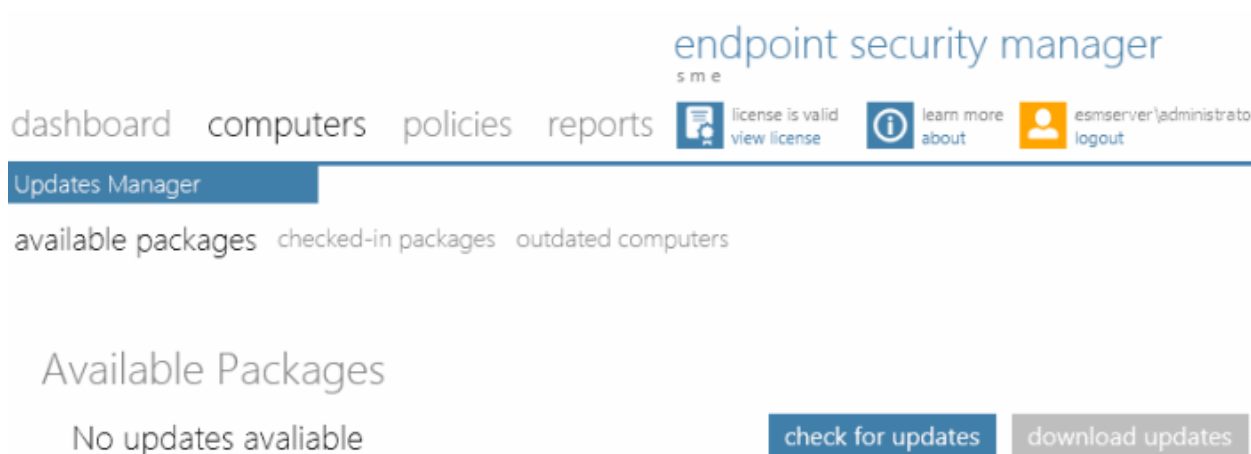 endpoint security manager
sme
dashboard computers policies reports
license is valid
view license
learn more
about
esmserver\administrato
logout
Updates Manager
available packages checked-in packages outdated computers
Available Packages
No updates avaliable
check for updates
download updates